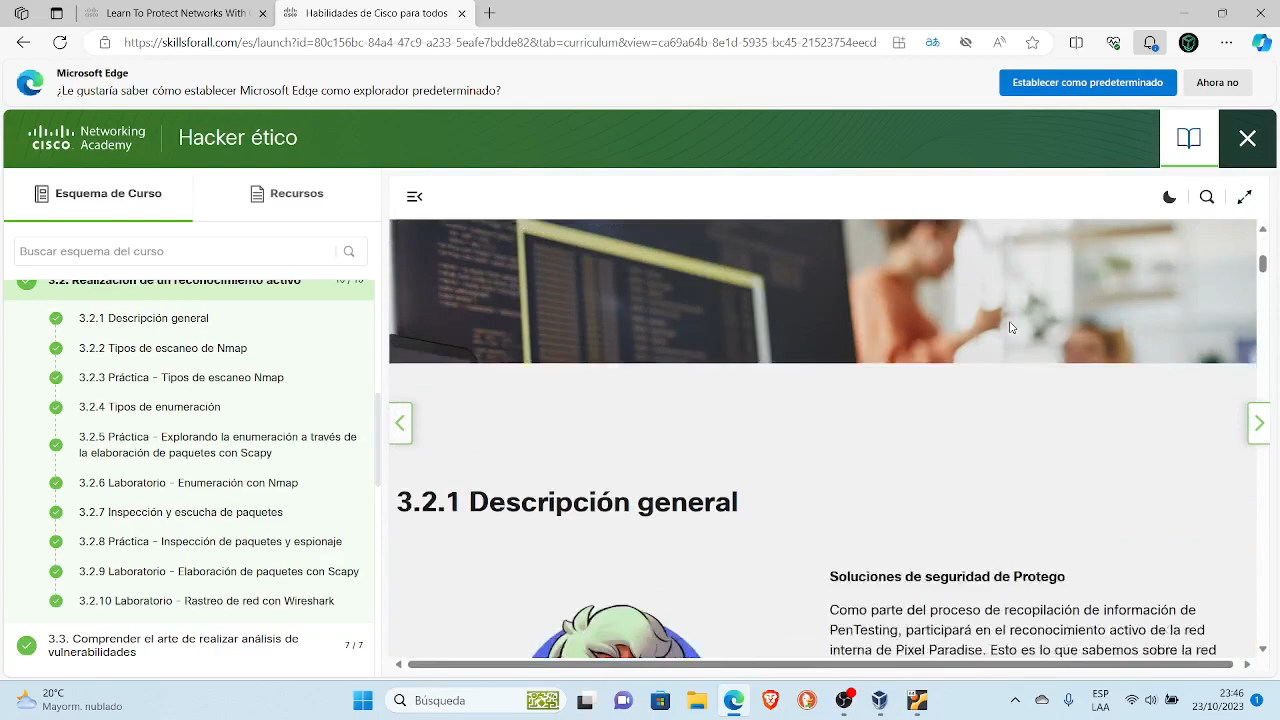 Learn To Protect Networks With
Habilidades de Cisco para todos
https://skillsforall.com/es/launch?id=80c156bc-84a4-47c9-a233-5eafe7bdde82&tab=curriculum&view=ca69a64b-8e1d-5935-bc45-21523754eecd
Microsoft Edge
¿Le gustaría saber cómo establecer Microsoft Edge como su explorador predeterminado?
Establecer como predeterminado
Ahora no
Networking
CISCO Academy
Hacker ético
Esquema de Curso
Recursos
Buscar esquema del curso
3.2. Realización de un reconocimiento activo
3.2.1 Descripción general
3.2.2 Tipos de escaneo de Nmap
3.2.3 Práctica - Tipos de escaneo Nmap
3.2.4 Tipos de enumeración
3.2.5 Práctica - Explorando la enumeración a través de
la elaboración de paquetes con Scapy
3.2.6 Laboratorio - Enumeración con Nmap
3.2.7 Inspección y escucha de paquetes
3.2.8 Práctica - Inspección de paquetes y espionaje
3.2.9 Laboratorio - Elaboración de paquetes con Scapy
3.2.10 Laboratorio - Rastreo de red con Wireshark
3.3. Comprender el arte de realizar análisis de
vulnerabilidades
7 / 7
3.2.1 Descripción general
Soluciones de seguridad de Protego
Como parte del proceso de recopilación de información de
PenTesting, participará en el reconocimiento activo de la red
interna de Pixel Paradise. Esto es lo que sabemos sobre la red
20°C
Mayorm. nublado
Búsqueda
ESP
LAA
23:46
23/10/2023
1